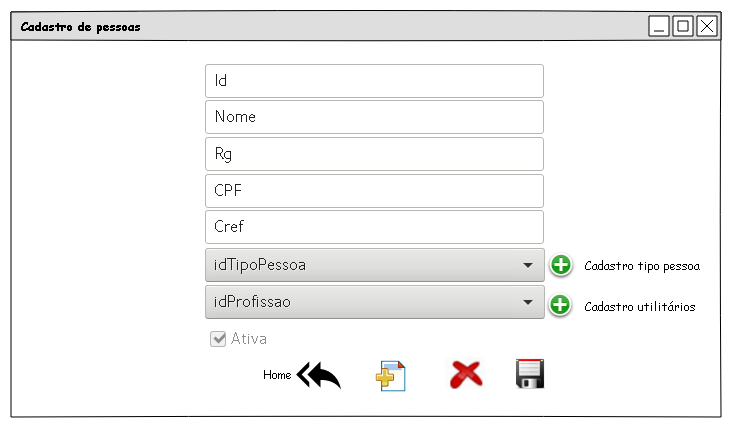 Cadastro de pessoas
Id
Nome
Rg
CPF
Cref
idTipoPessoa
Cadastro tipo pessoa
idProfissao
Cadastro utilitários
Ativa
Home